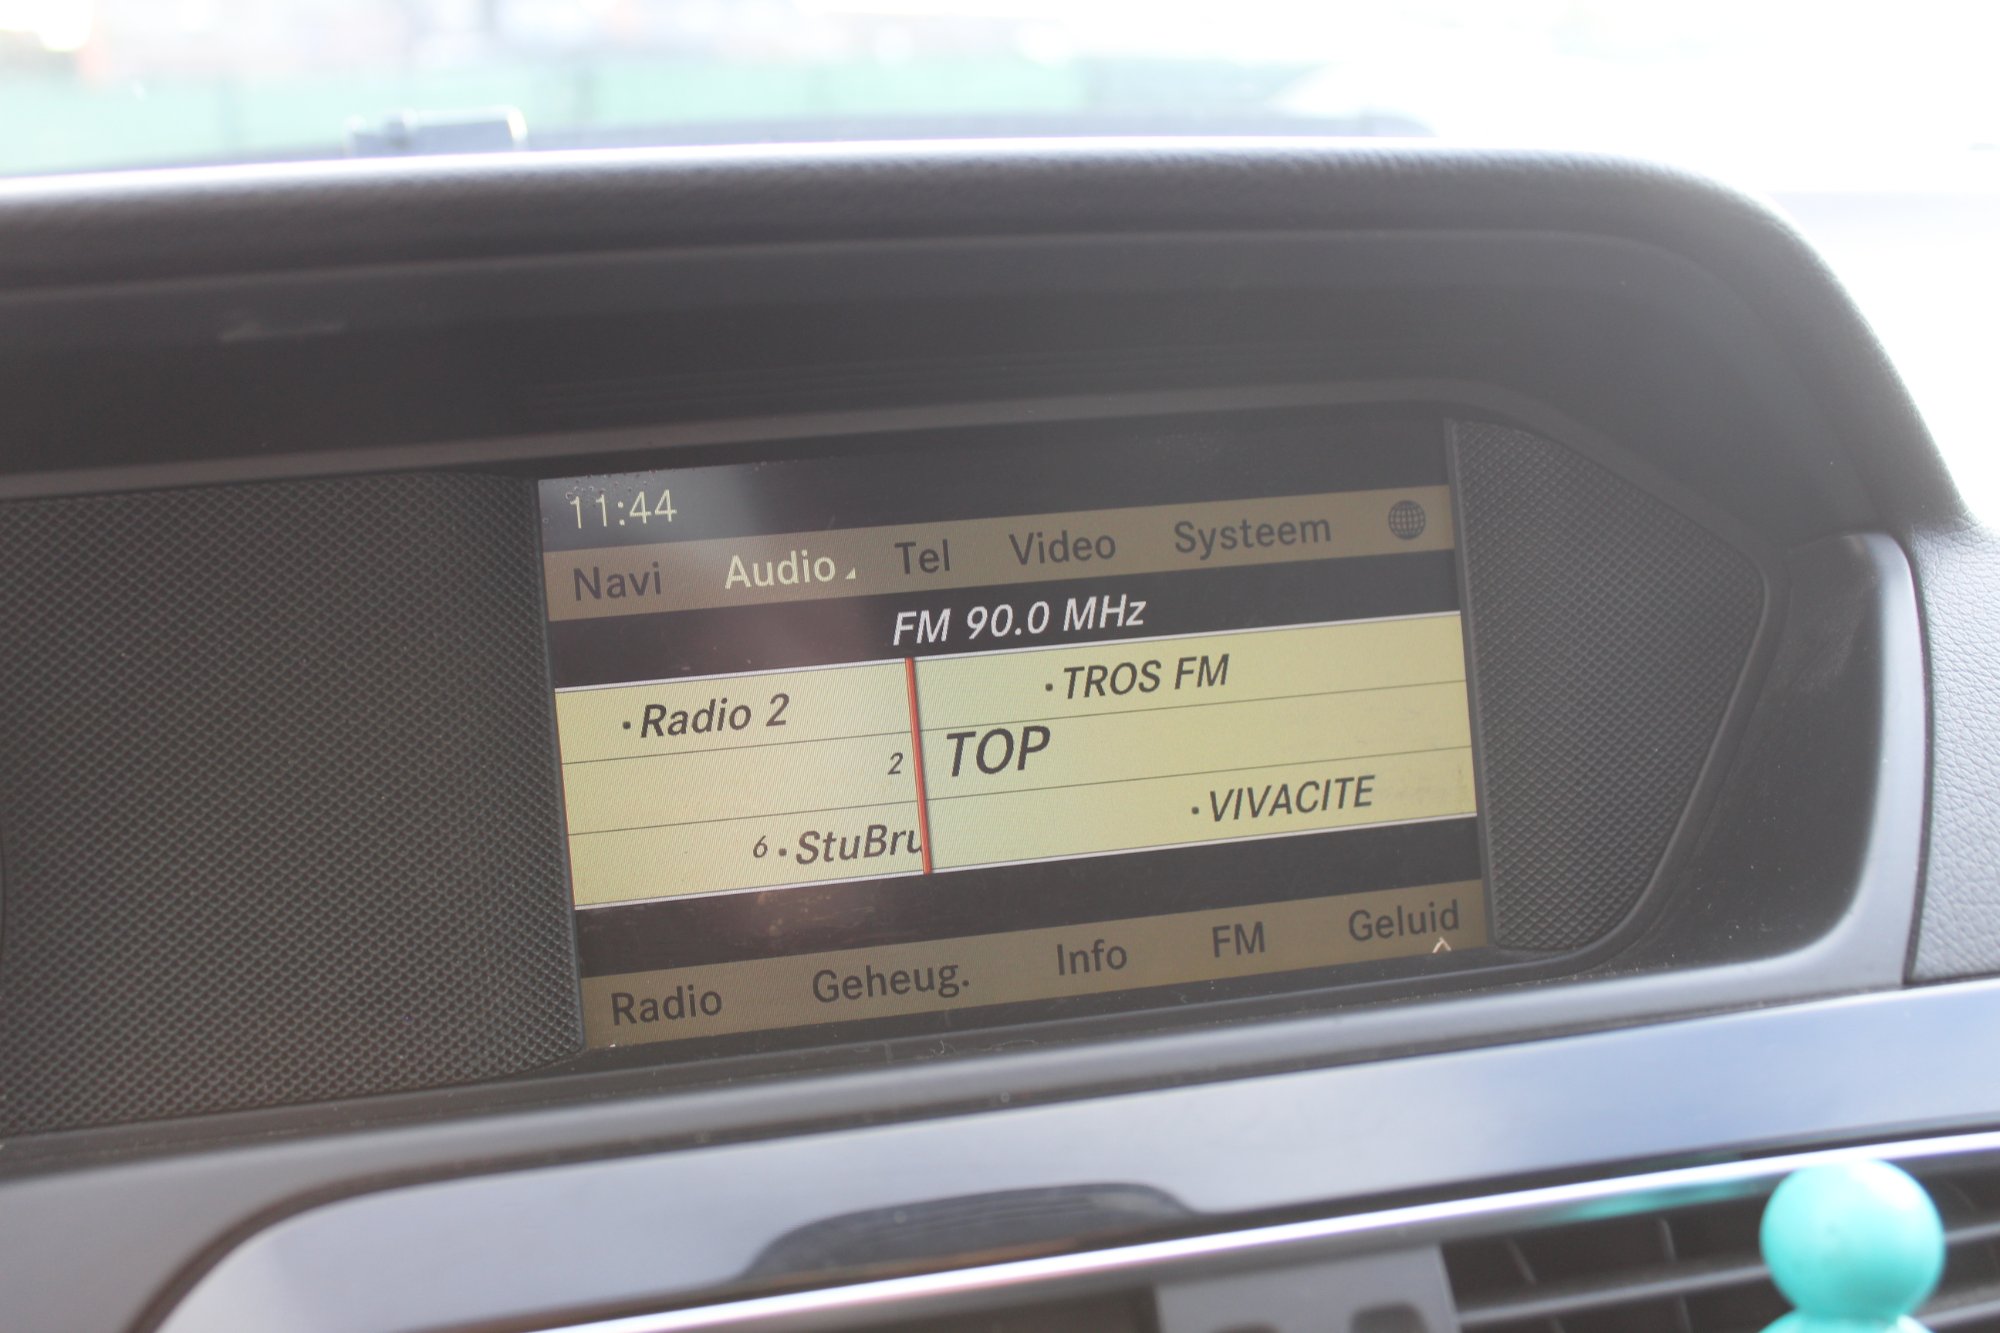 11:44
Navi Audio Tel Video Systeem
FM 90.0 MHz
· Radio 2 · TROS FM
2 TOP
6 · StuBru · VIVACITE
Radio Geheug. Info FM Geluid